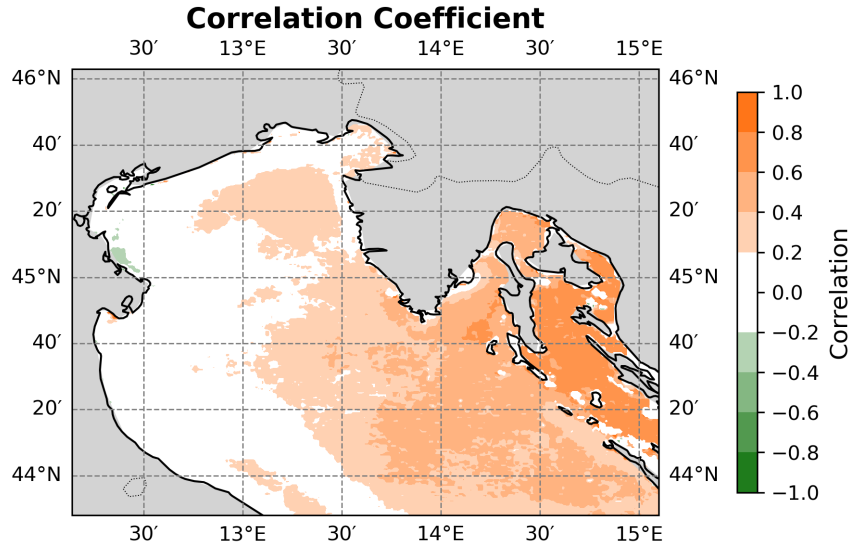 Correlation Coefficient
30′ 13°E 30′ 14°E 30′ 15°E
46°N 46°N
40′ 40′
20′ 20′
45°N 45°N
40′ 40′
20′ 20′
44°N 44°N
30′ 13°E 30′ 14°E 30′ 15°E
1.0
0.8
0.6
0.4
0.2
0.0
−0.2
−0.4
−0.6
−0.8
−1.0
Correlation